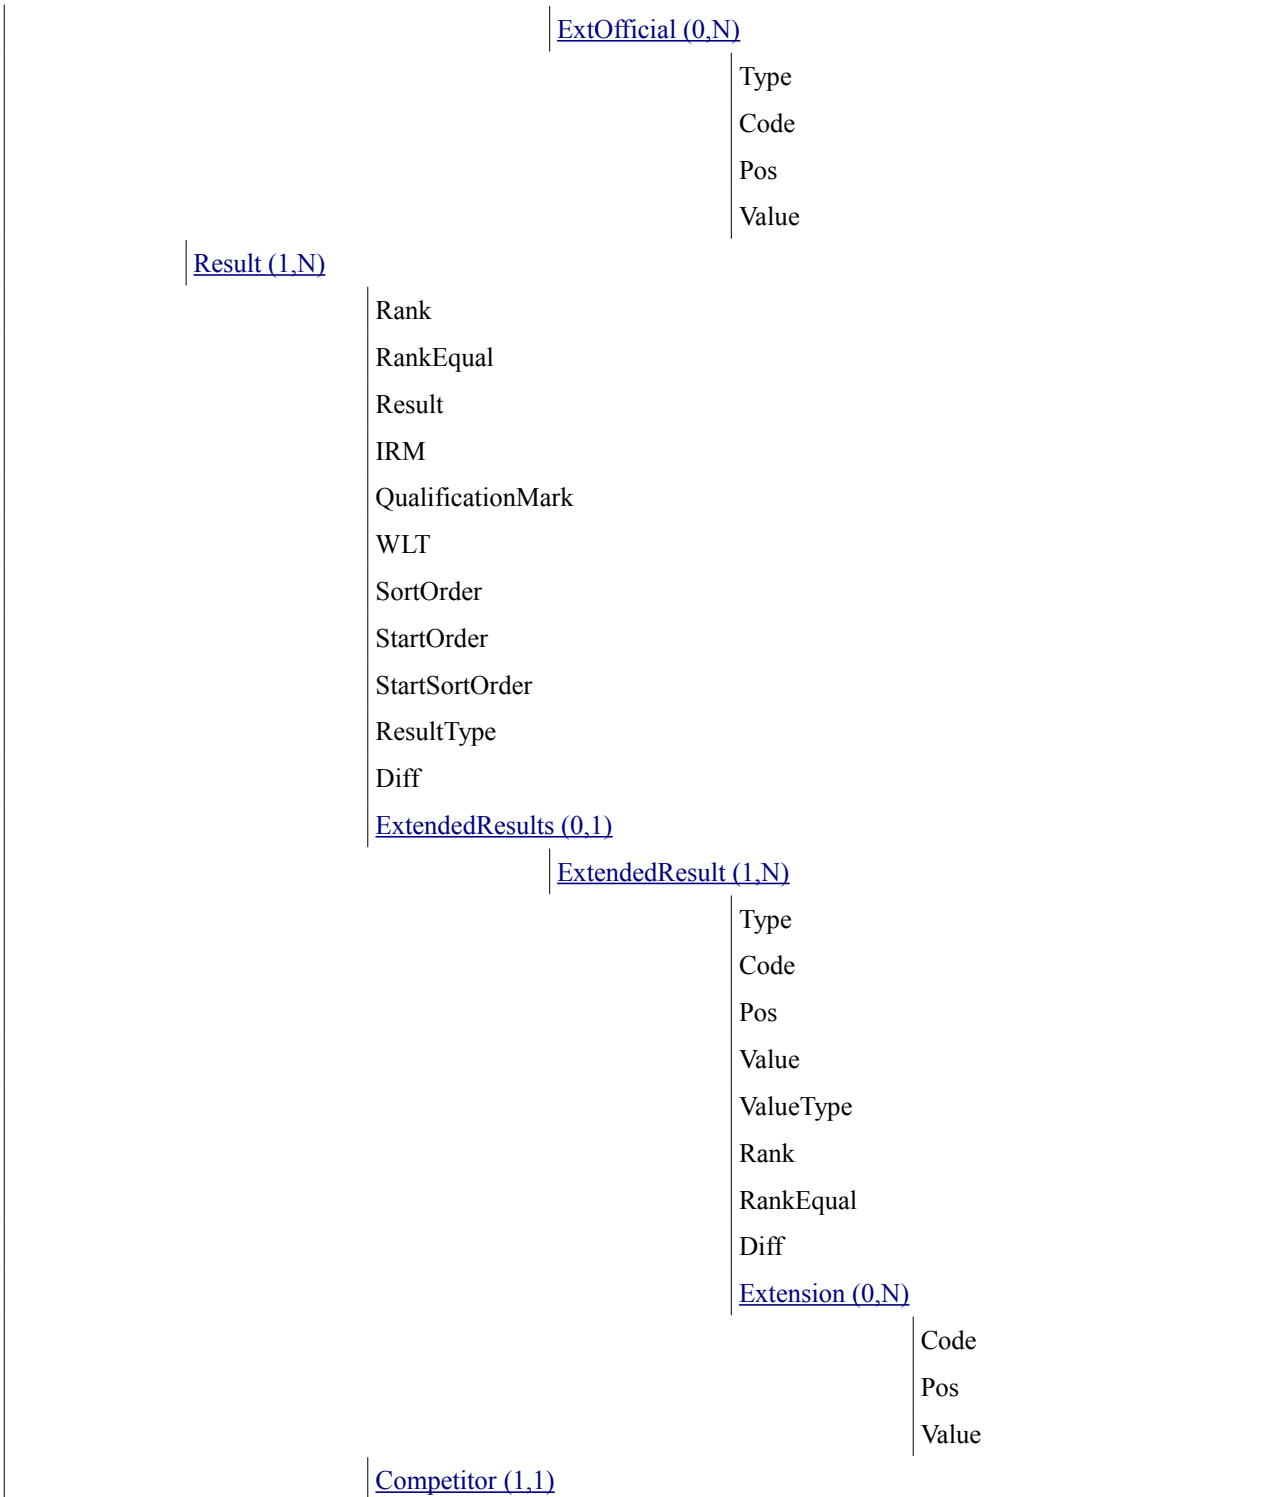 ExtOfficial (0,N)
Type
Code
Pos
Value
Result (1,N)
Rank
RankEqual
Result
IRM
QualificationMark
WLT
SortOrder
StartOrder
StartSortOrder
ResultType
Diff
ExtendedResults (0,1)
ExtendedResult (1,N)
Type
Code
Pos
Value
ValueType
Rank
RankEqual
Diff
Extension (0,N)
Code
Pos
Value
Competitor (1,1)